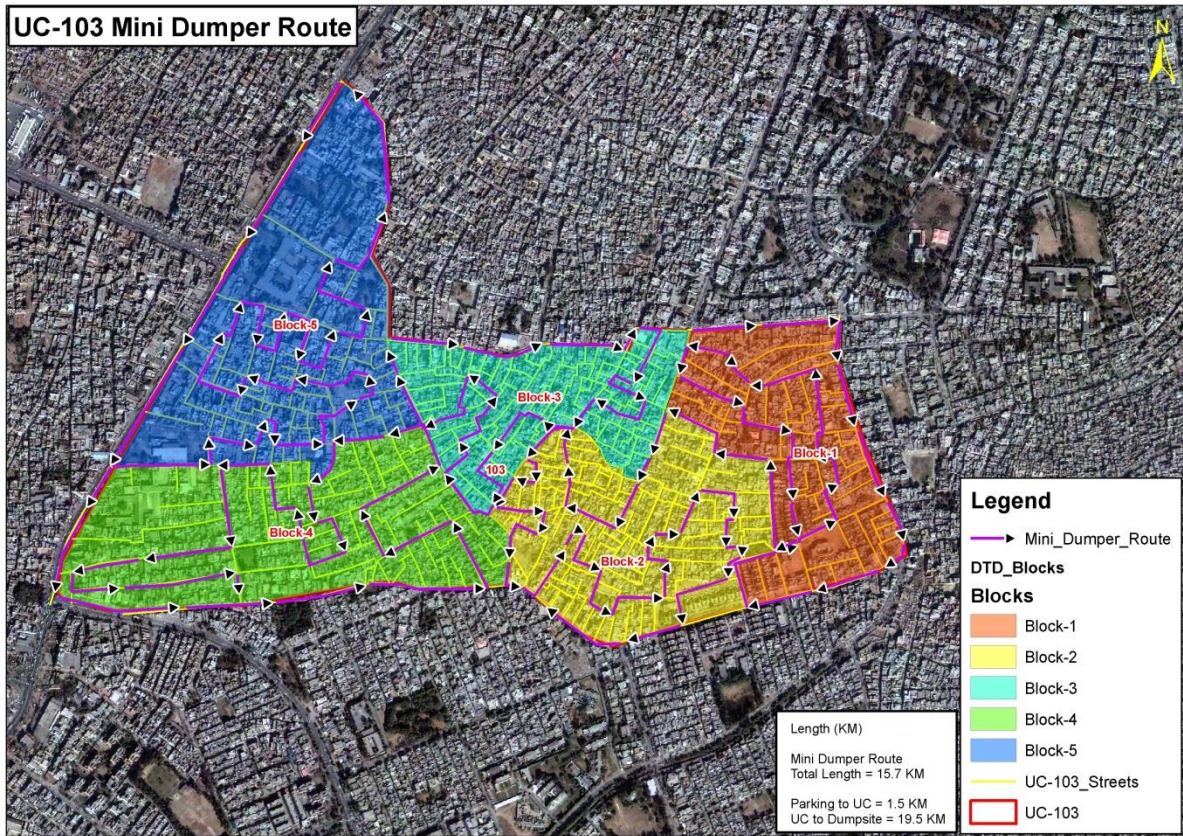 UC-103 Mini Dumper Route
N
Block-5
Block-3
Block-1
103
Block-4
Block-2
Legend
Mini_Dumper_Route
DTD_Blocks
Blocks
Block-1
Block-2
Block-3
Block-4
Block-5
UC-103_Streets
UC-103
Length (KM)
Mini Dumper Route
Total Length = 15.7 KM
Parking to UC = 1.5 KM
UC to Dumpsite = 19.5 KM